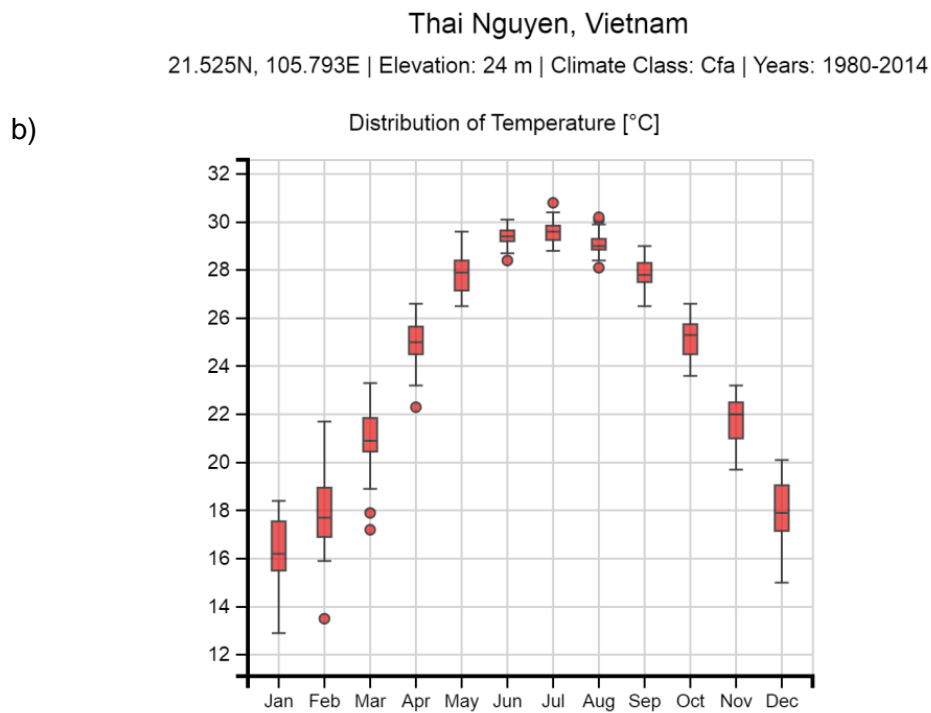 Thai Nguyen, Vietnam
21.525N, 105.793E | Elevation: 24 m | Climate Class: Cfa | Years: 1980-2014
b)
Distribution of Temperature [°C]
32
30
28
26
24
22
20
18
16
14
12
Jan Feb Mar Apr May Jun Jul Aug Sep Oct Nov Dec